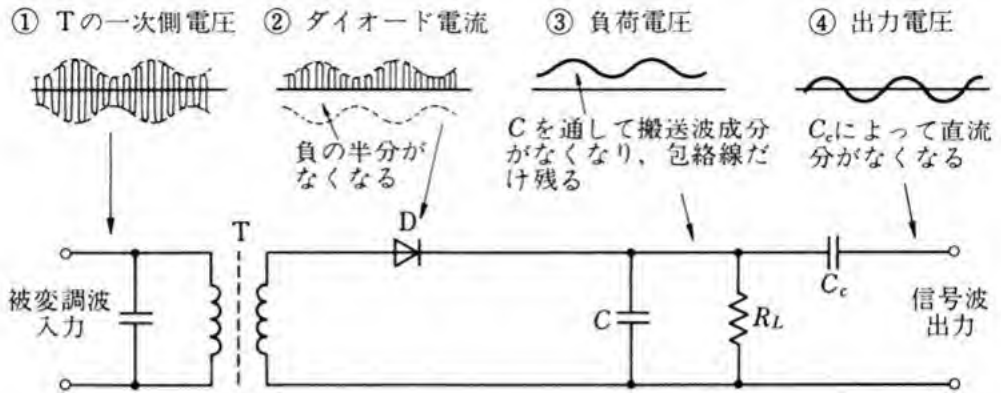 ① Tの一次側電圧
② ダイオード電流
③ 負荷電圧
④ 出力電圧
負の半分が
なくなる
Cを通して搬送波成分
がなくなり、包絡線だ
け残る
Ccによって直流
分がなくなる
T
D
被変調波
入力
C
RL
Cc
信号波
出力